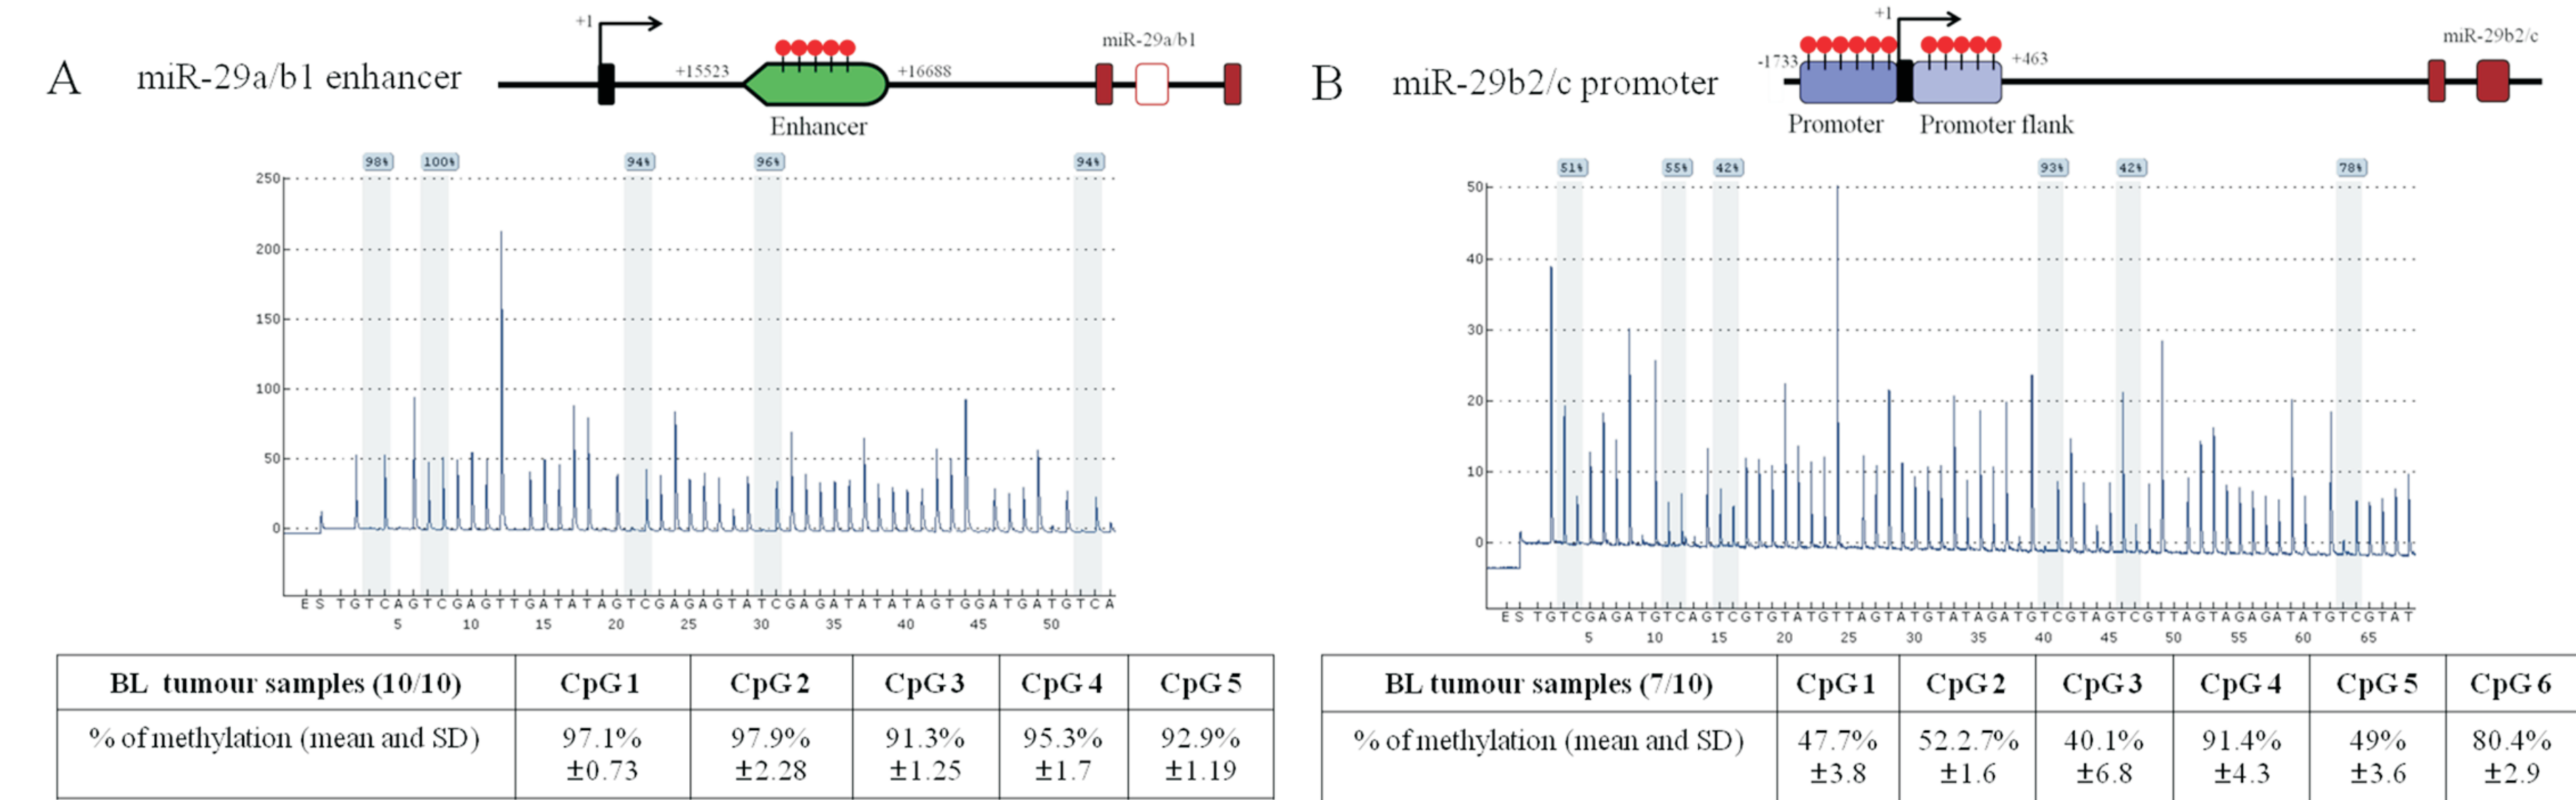 A
miR-29a/b1 enhancer
+1
+15523
+16688
miR-29a/b1
Enhancer
98% 100% 94% 96% 94%
250
200
150
100
50
0
E S T G T C A G T C G A G T T G A T A T A G T C G A G A G T A T C G A G A T A T A T A G T G G A T G A T G T C A
5 10 15 20 25 30 35 40 45 50
BL tumour samples (10/10) CpG 1 CpG 2 CpG 3 CpG 4 CpG 5
% of methylation (mean and SD) 97.1% 97.9% 91.3% 95.3% 92.9%
±0.73 ±2.28 ±1.25 ±1.7 ±1.19
B
miR-29b2/c promoter
-1733
+1
+463
miR-29b2/c
Promoter
Promoter flank
51% 55% 42% 93% 42% 78%
50
40
30
20
10
0
E S T G T C G A G A T G T C A G T C G T G T A T G T T A G T A T G T A T A G A T G T C G T A G T C G T T A G A G A T A T G T C G T A T
5 10 15 20 25 30 35 40 45 50 55 60 65
BL tumour samples (7/10) CpG 1 CpG 2 CpG 3 CpG 4 CpG 5 CpG 6
% of methylation (mean and SD) 47.7% 52.2.7% 40.1% 91.4% 49% 80.4%
±3.8 ±1.6 ±6.8 ±4.3 ±3.6 ±2.9